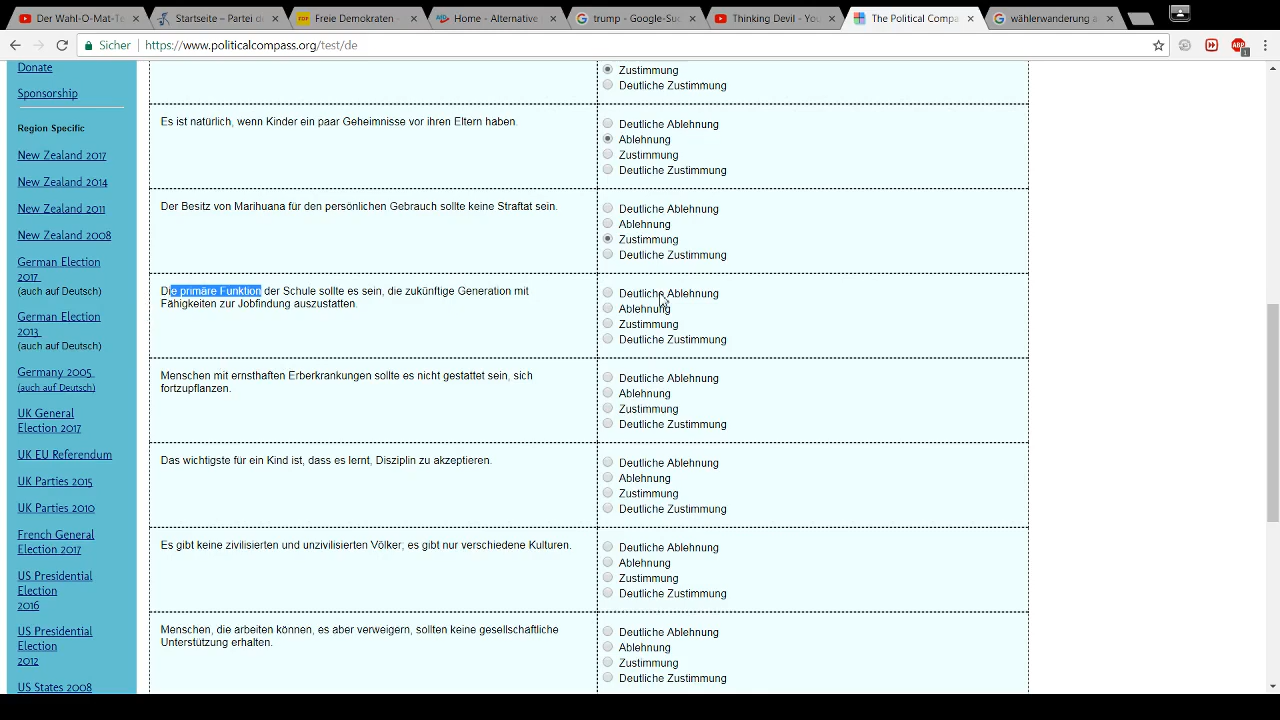 Der Wahl-O-Mat-Te
Startseite – Partei de
FDP Freie Demokraten -
AfD Home - Alternative
trump - Google-Suc
Thinking Devil - You
The Political Compa
wählerwanderung a
Sicher https://www.politicalcompass.org/test/de
ABP 1
Donate
Sponsorship
Region Specific
New Zealand 2017
New Zealand 2014
New Zealand 2011
New Zealand 2008
German Election
2017
(auch auf Deutsch)
German Election
2013
(auch auf Deutsch)
Germany 2005
(auch auf Deutsch)
UK General
Election 2017
UK EU Referendum
UK Parties 2015
UK Parties 2010
French General
Election 2017
US Presidential
Election
2016
US Presidential
Election
2012
US States 2008
Zustimmung
Deutliche Zustimmung
Es ist natürlich, wenn Kinder ein paar Geheimnisse vor ihren Eltern haben.
Deutliche Ablehnung
Ablehnung
Zustimmung
Deutliche Zustimmung
Der Besitz von Marihuana für den persönlichen Gebrauch sollte keine Straftat sein.
Deutliche Ablehnung
Ablehnung
Zustimmung
Deutliche Zustimmung
Die primäre Funktion der Schule sollte es sein, die zukünftige Generation mit
Fähigkeiten zur Jobfindung auszustatten.
Deutliche Ablehnung
Ablehnung
Zustimmung
Deutliche Zustimmung
Menschen mit ernsthaften Erberkrankungen sollte es nicht gestattet sein, sich
fortzupflanzen.
Deutliche Ablehnung
Ablehnung
Zustimmung
Deutliche Zustimmung
Das wichtigste für ein Kind ist, dass es lernt, Disziplin zu akzeptieren.
Deutliche Ablehnung
Ablehnung
Zustimmung
Deutliche Zustimmung
Es gibt keine zivilisierten und unzivilisierten Völker; es gibt nur verschiedene Kulturen.
Deutliche Ablehnung
Ablehnung
Zustimmung
Deutliche Zustimmung
Menschen, die arbeiten können, es aber verweigern, sollten keine gesellschaftliche
Unterstützung erhalten.
Deutliche Ablehnung
Ablehnung
Zustimmung
Deutliche Zustimmung